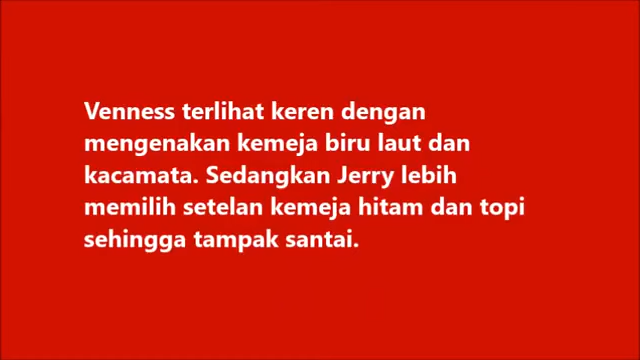 Venness terlihat keren dengan
mengenakan kemeja biru laut dan
kacamata. Sedangkan Jerry lebih
memilih setelan kemeja hitam dan topi
sehingga tampak santai.